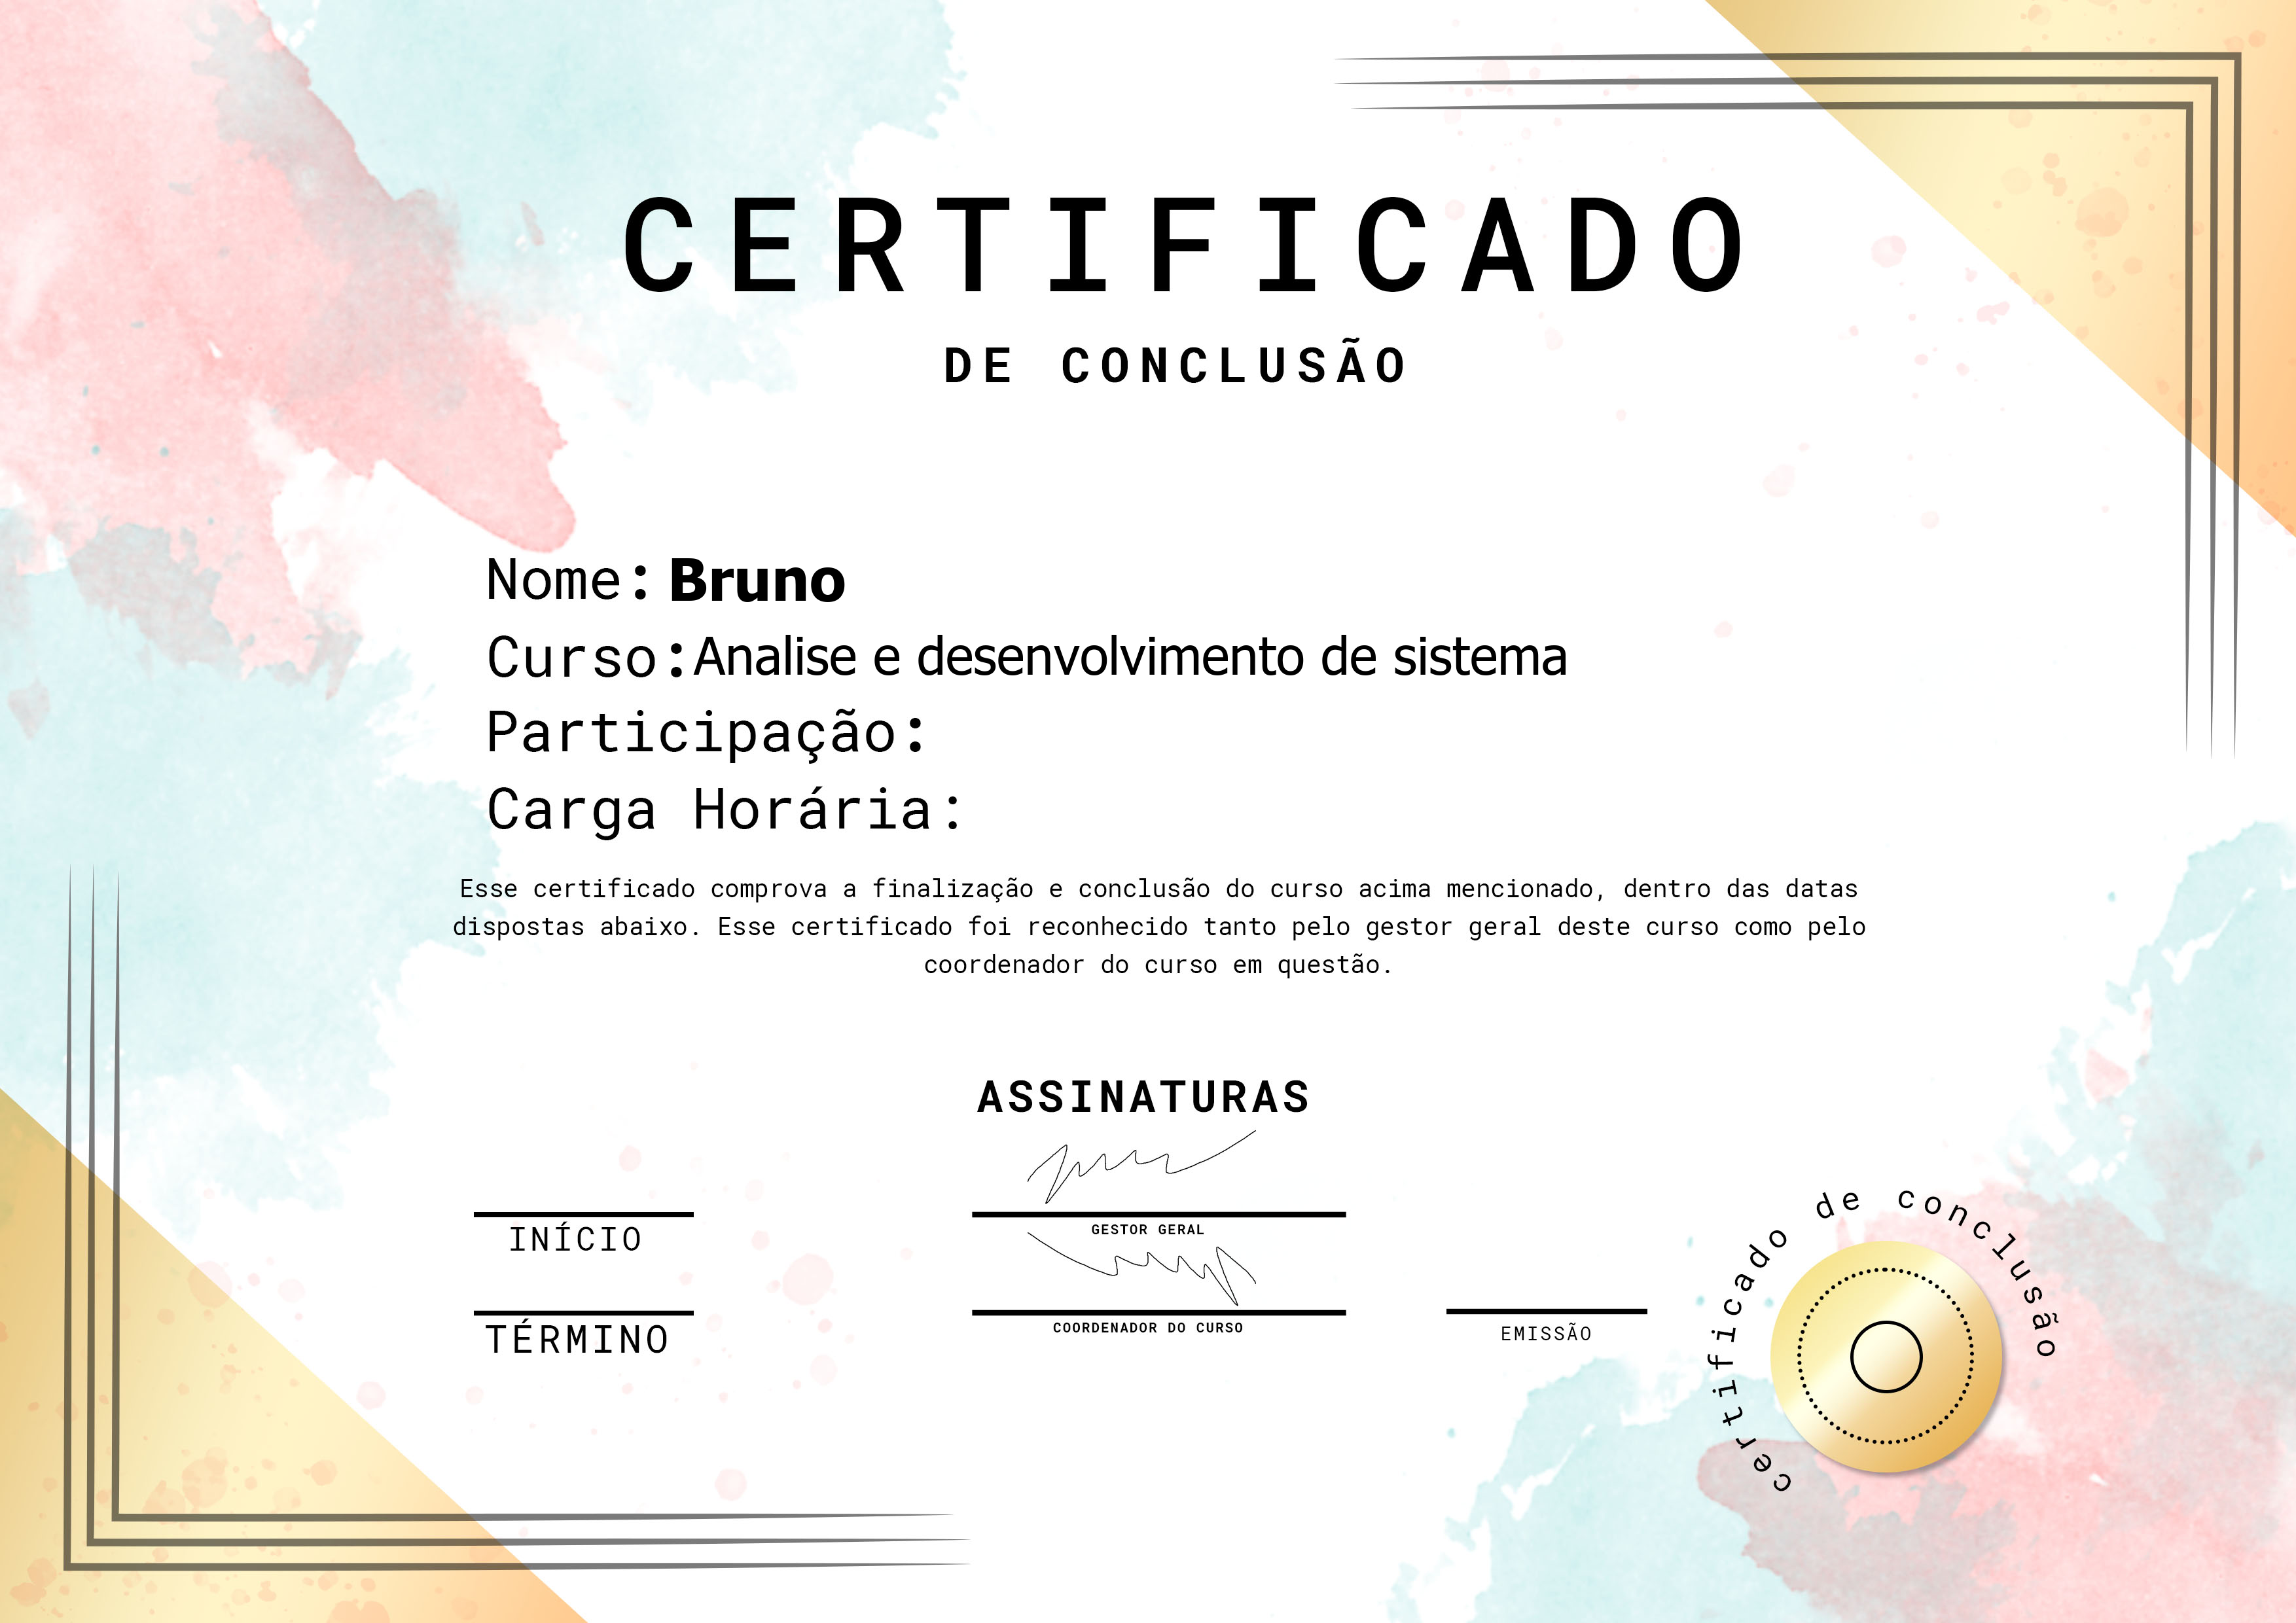 CERTIFICADO
DE CONCLUSÃO
Nome: Bruno
Curso:Analise e desenvolvimento de sistema
Participação:
Carga Horária:
Esse certificado comprova a finalização e conclusão do curso acima mencionado, dentro das datas
dispostas abaixo. Esse certificado foi reconhecido tanto pelo gestor geral deste curso como pelo
coordenador do curso em questão.
ASSINATURAS
GESTOR GERAL
INÍCIO
COORDENADOR DO CURSO
TÉRMINO
EMISSÃO
certificado de conclusão